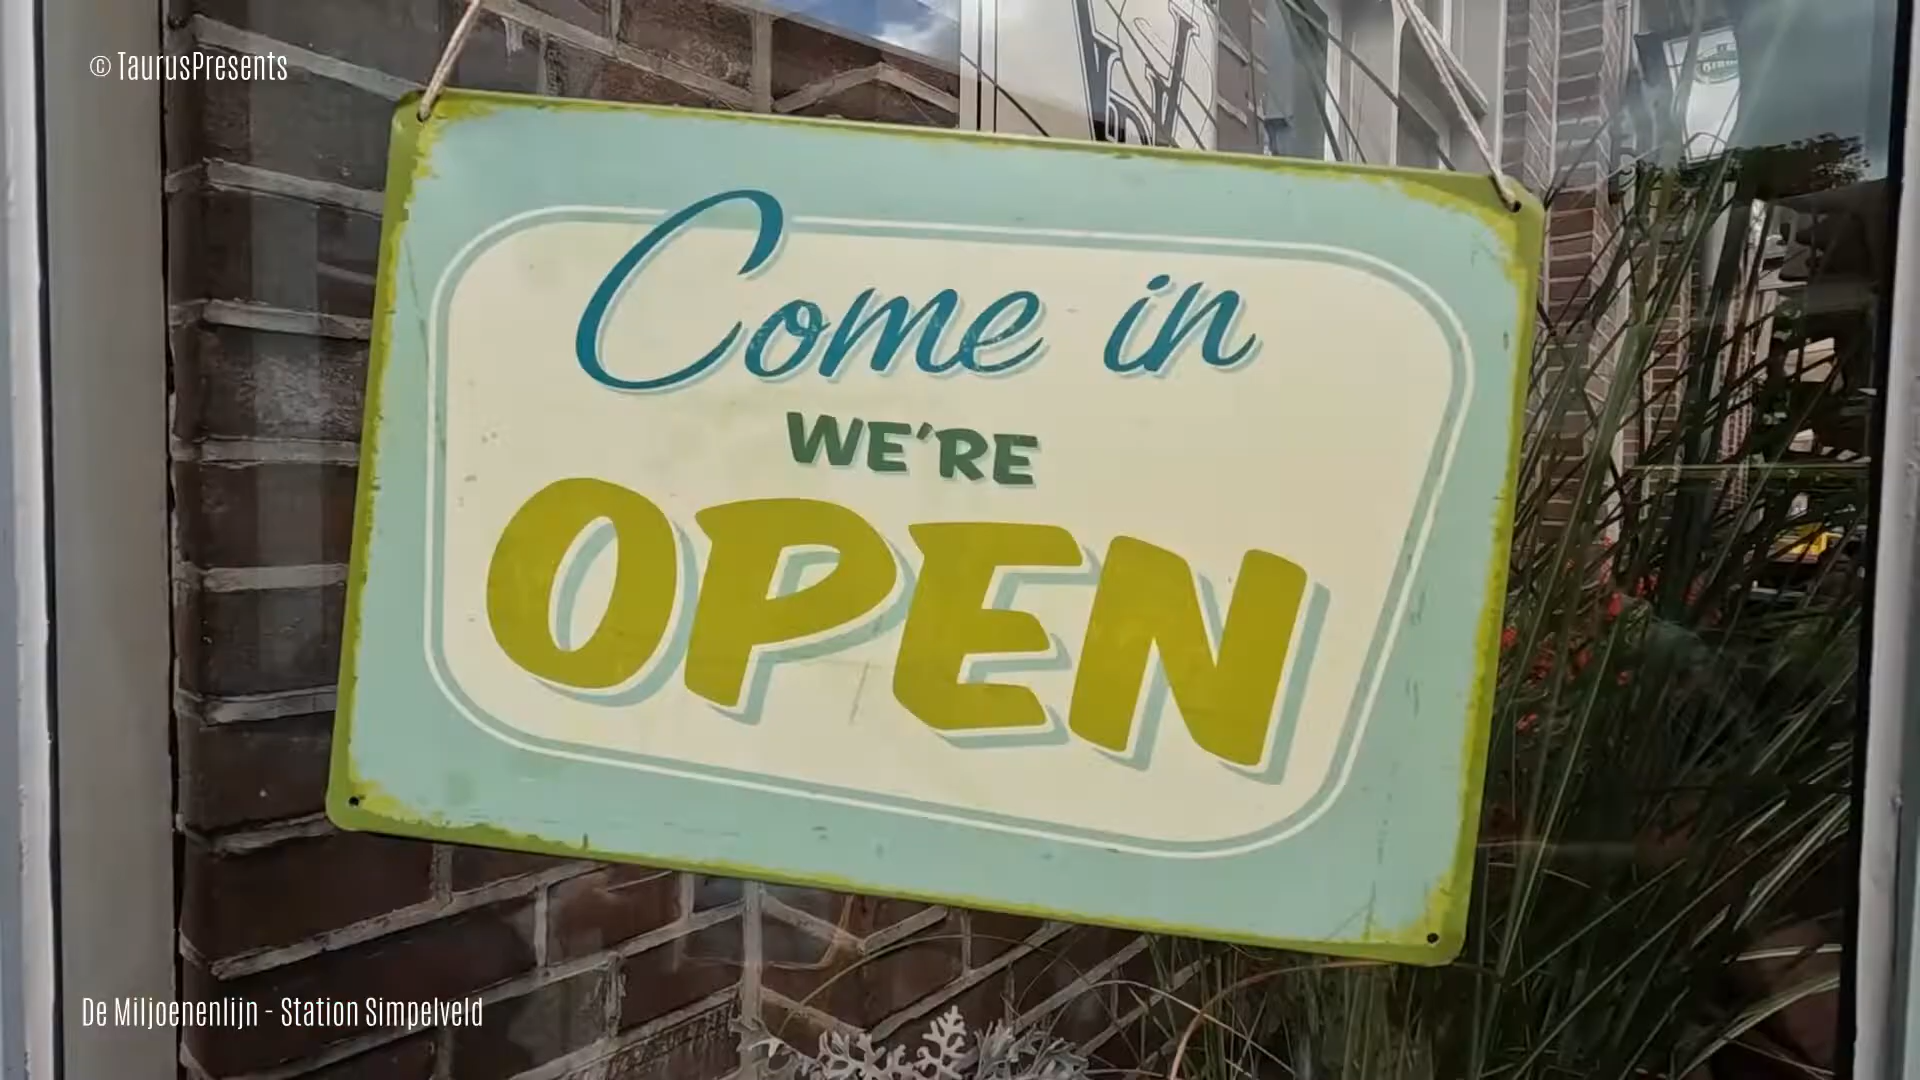 © TaurusPresents
Come in
WE'RE
OPEN
De Miljoenenlijn - Station Simpelveld